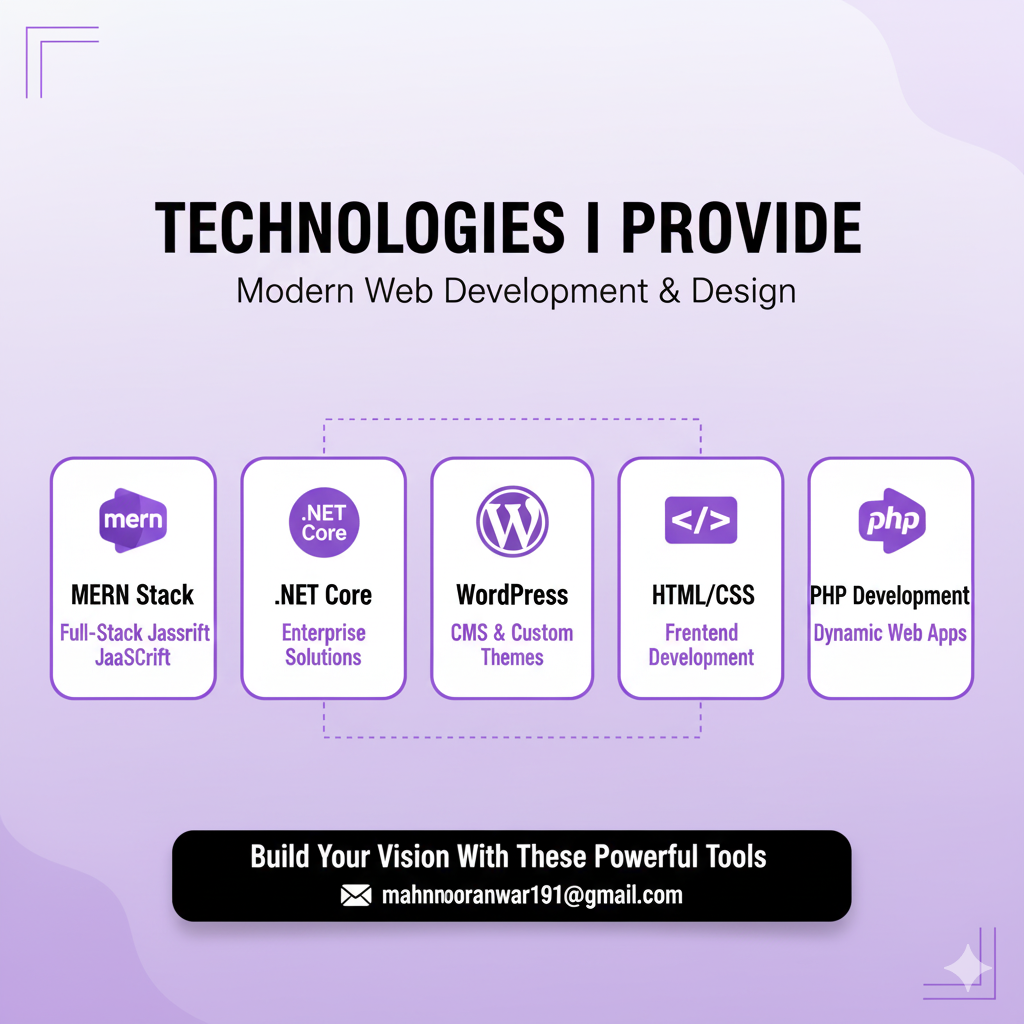 TECHNOLOGIES I PROVIDE
Modern Web Development & Design
mern
MERN Stack
Full-Stack Jassrift
JaaSCrift
.NET
Core
.NET Core
Enterprise
Solutions
W
WordPress
CMS & Custom
Themes
</>
HTML/CSS
Frentend
Development
php
PHP Development
Dynamic Web Apps
Build Your Vision With These Powerful Tools
mahnnooranwar191@gmail.com